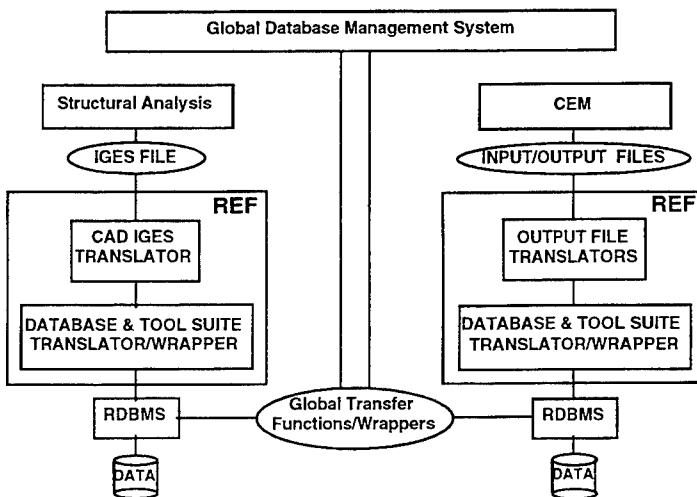 Global Database Management System
Structural Analysis
CEM
IGES FILE
INPUT/OUTPUT FILES
REF
REF
CAD IGES
TRANSLATOR
OUTPUT FILE
TRANSLATORS
DATABASE & TOOL SUITE
TRANSLATOR/WRAPPER
DATABASE & TOOL SUITE
TRANSLATOR/WRAPPER
RDBMS
Global Transfer
Functions/Wrappers
RDBMS
DATA
DATA